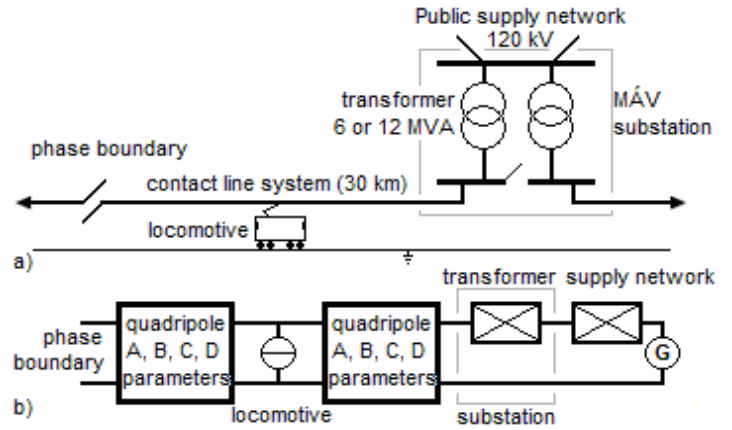 Public supply network
120 kV
transformer
6 or 12 MVA
MÁV
substation
phase boundary
contact line system (30 km)
locomotive
a)
transformer supply network
quadripole
A, B, C, D
parameters
quadripole
A, B, C, D
parameters
phase
boundary
G
b)
locomotive
substation